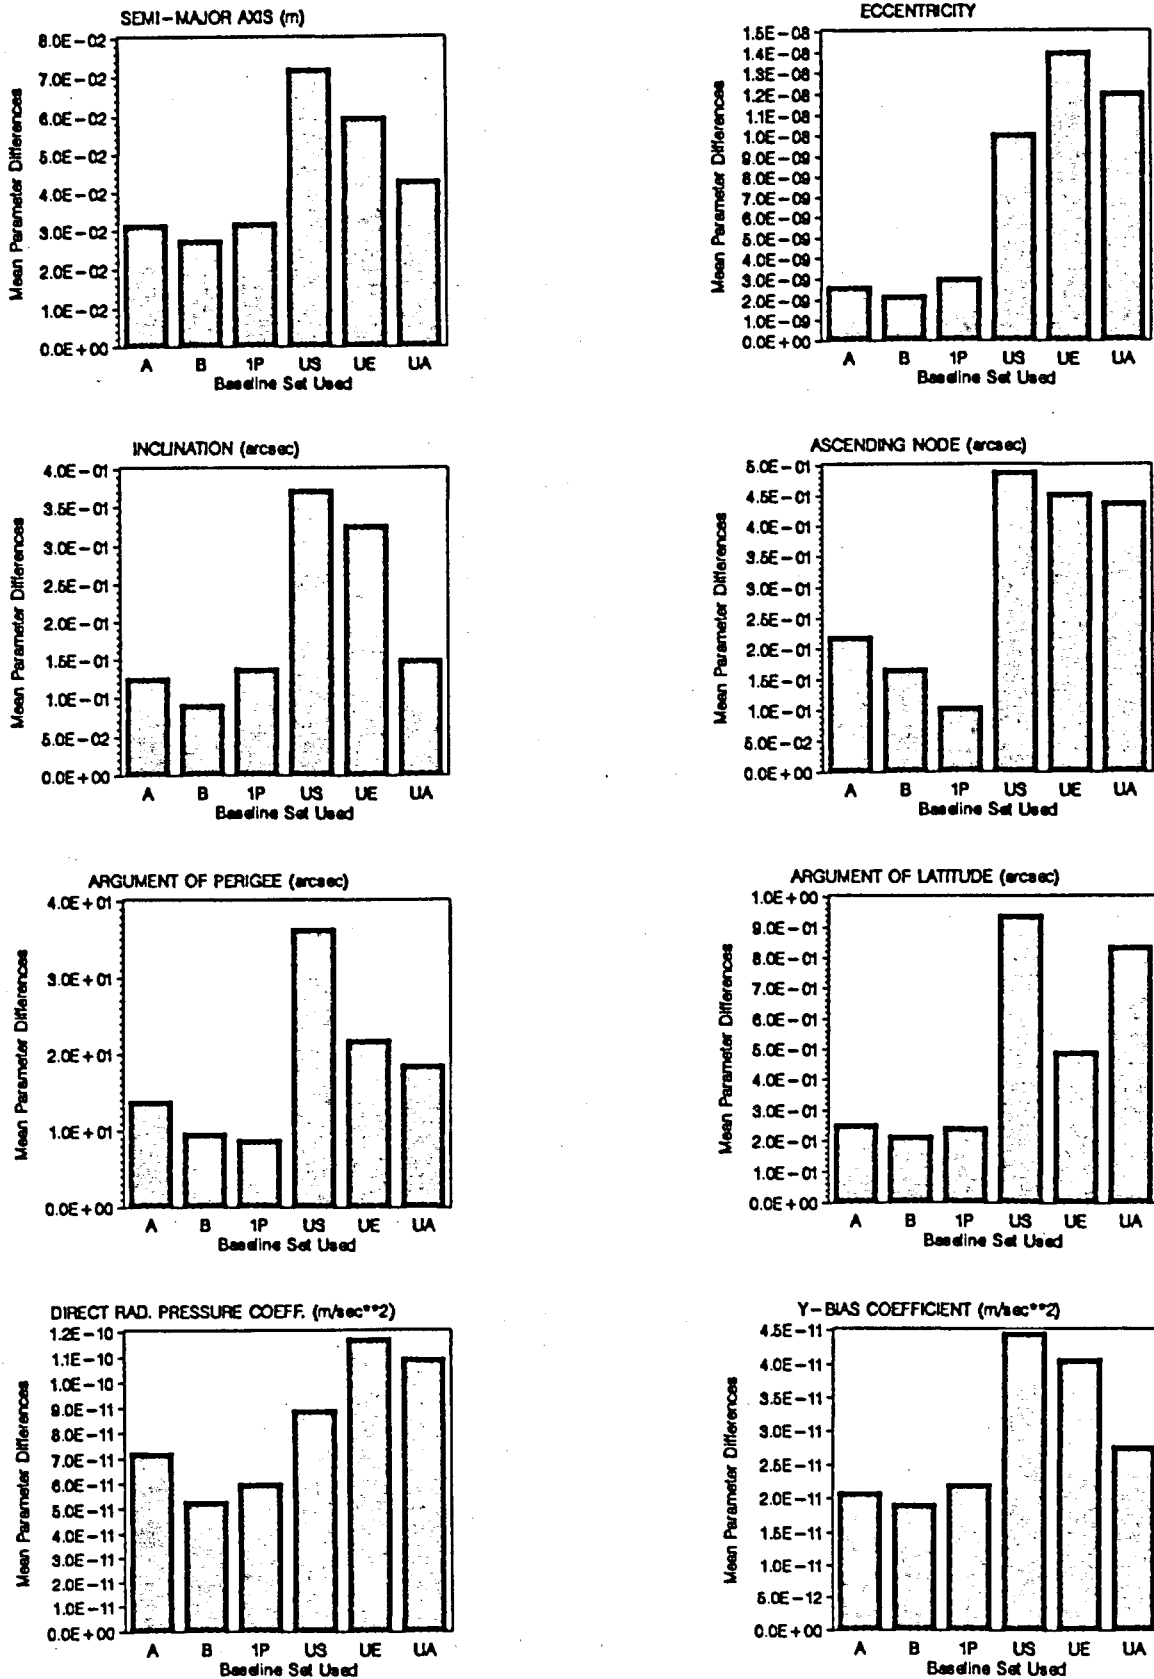 SEMI-MAJOR AXIS (m)
Mean Parameter Differences
8.0E-02
7.0E-02
6.0E-02
5.0E-02
4.0E-02
3.0E-02
2.0E-02
1.0E-02
0.0E+00
A B 1P US UE UA
Baseline Set Used
ECCENTRICITY
Mean Parameter Differences
1.5E-08
1.4E-08
1.3E-08
1.2E-08
1.1E-08
1.0E-08
9.0E-09
8.0E-09
7.0E-09
6.0E-09
5.0E-09
4.0E-09
3.0E-09
2.0E-09
1.0E-09
0.0E+00
A B 1P US UE UA
Baseline Set Used
INCLINATION (arcsec)
Mean Parameter Differences
4.0E-01
3.5E-01
3.0E-01
2.5E-01
2.0E-01
1.5E-01
1.0E-01
5.0E-02
0.0E+00
A B 1P US UE UA
Baseline Set Used
ASCENDING NODE (arcsec)
Mean Parameter Differences
5.0E-01
4.5E-01
4.0E-01
3.5E-01
3.0E-01
2.5E-01
2.0E-01
1.5E-01
1.0E-01
5.0E-02
0.0E+00
A B 1P US UE UA
Baseline Set Used
ARGUMENT OF PERIGEE (arcsec)
Mean Parameter Differences
4.0E+01
3.0E+01
2.0E+01
1.0E+01
0.0E+00
A B 1P US UE UA
Baseline Set Used
ARGUMENT OF LATITUDE (arcsec)
Mean Parameter Differences
1.0E+00
9.0E-01
8.0E-01
7.0E-01
6.0E-01
5.0E-01
4.0E-01
3.0E-01
2.0E-01
1.0E-01
0.0E+00
A B 1P US UE UA
Baseline Set Used
DIRECT RAD. PRESSURE COEFF. (m/sec**2)
Mean Parameter Differences
1.2E-10
1.1E-10
1.0E-10
9.0E-11
8.0E-11
7.0E-11
6.0E-11
5.0E-11
4.0E-11
3.0E-11
2.0E-11
1.0E-11
0.0E+00
A B 1P US UE UA
Baseline Set Used
Y-BIAS COEFFICIENT (m/sec**2)
Mean Parameter Differences
4.5E-11
4.0E-11
3.5E-11
3.0E-11
2.5E-11
2.0E-11
1.5E-11
1.0E-11
5.0E-12
0.0E+00
A B 1P US UE UA
Baseline Set Used